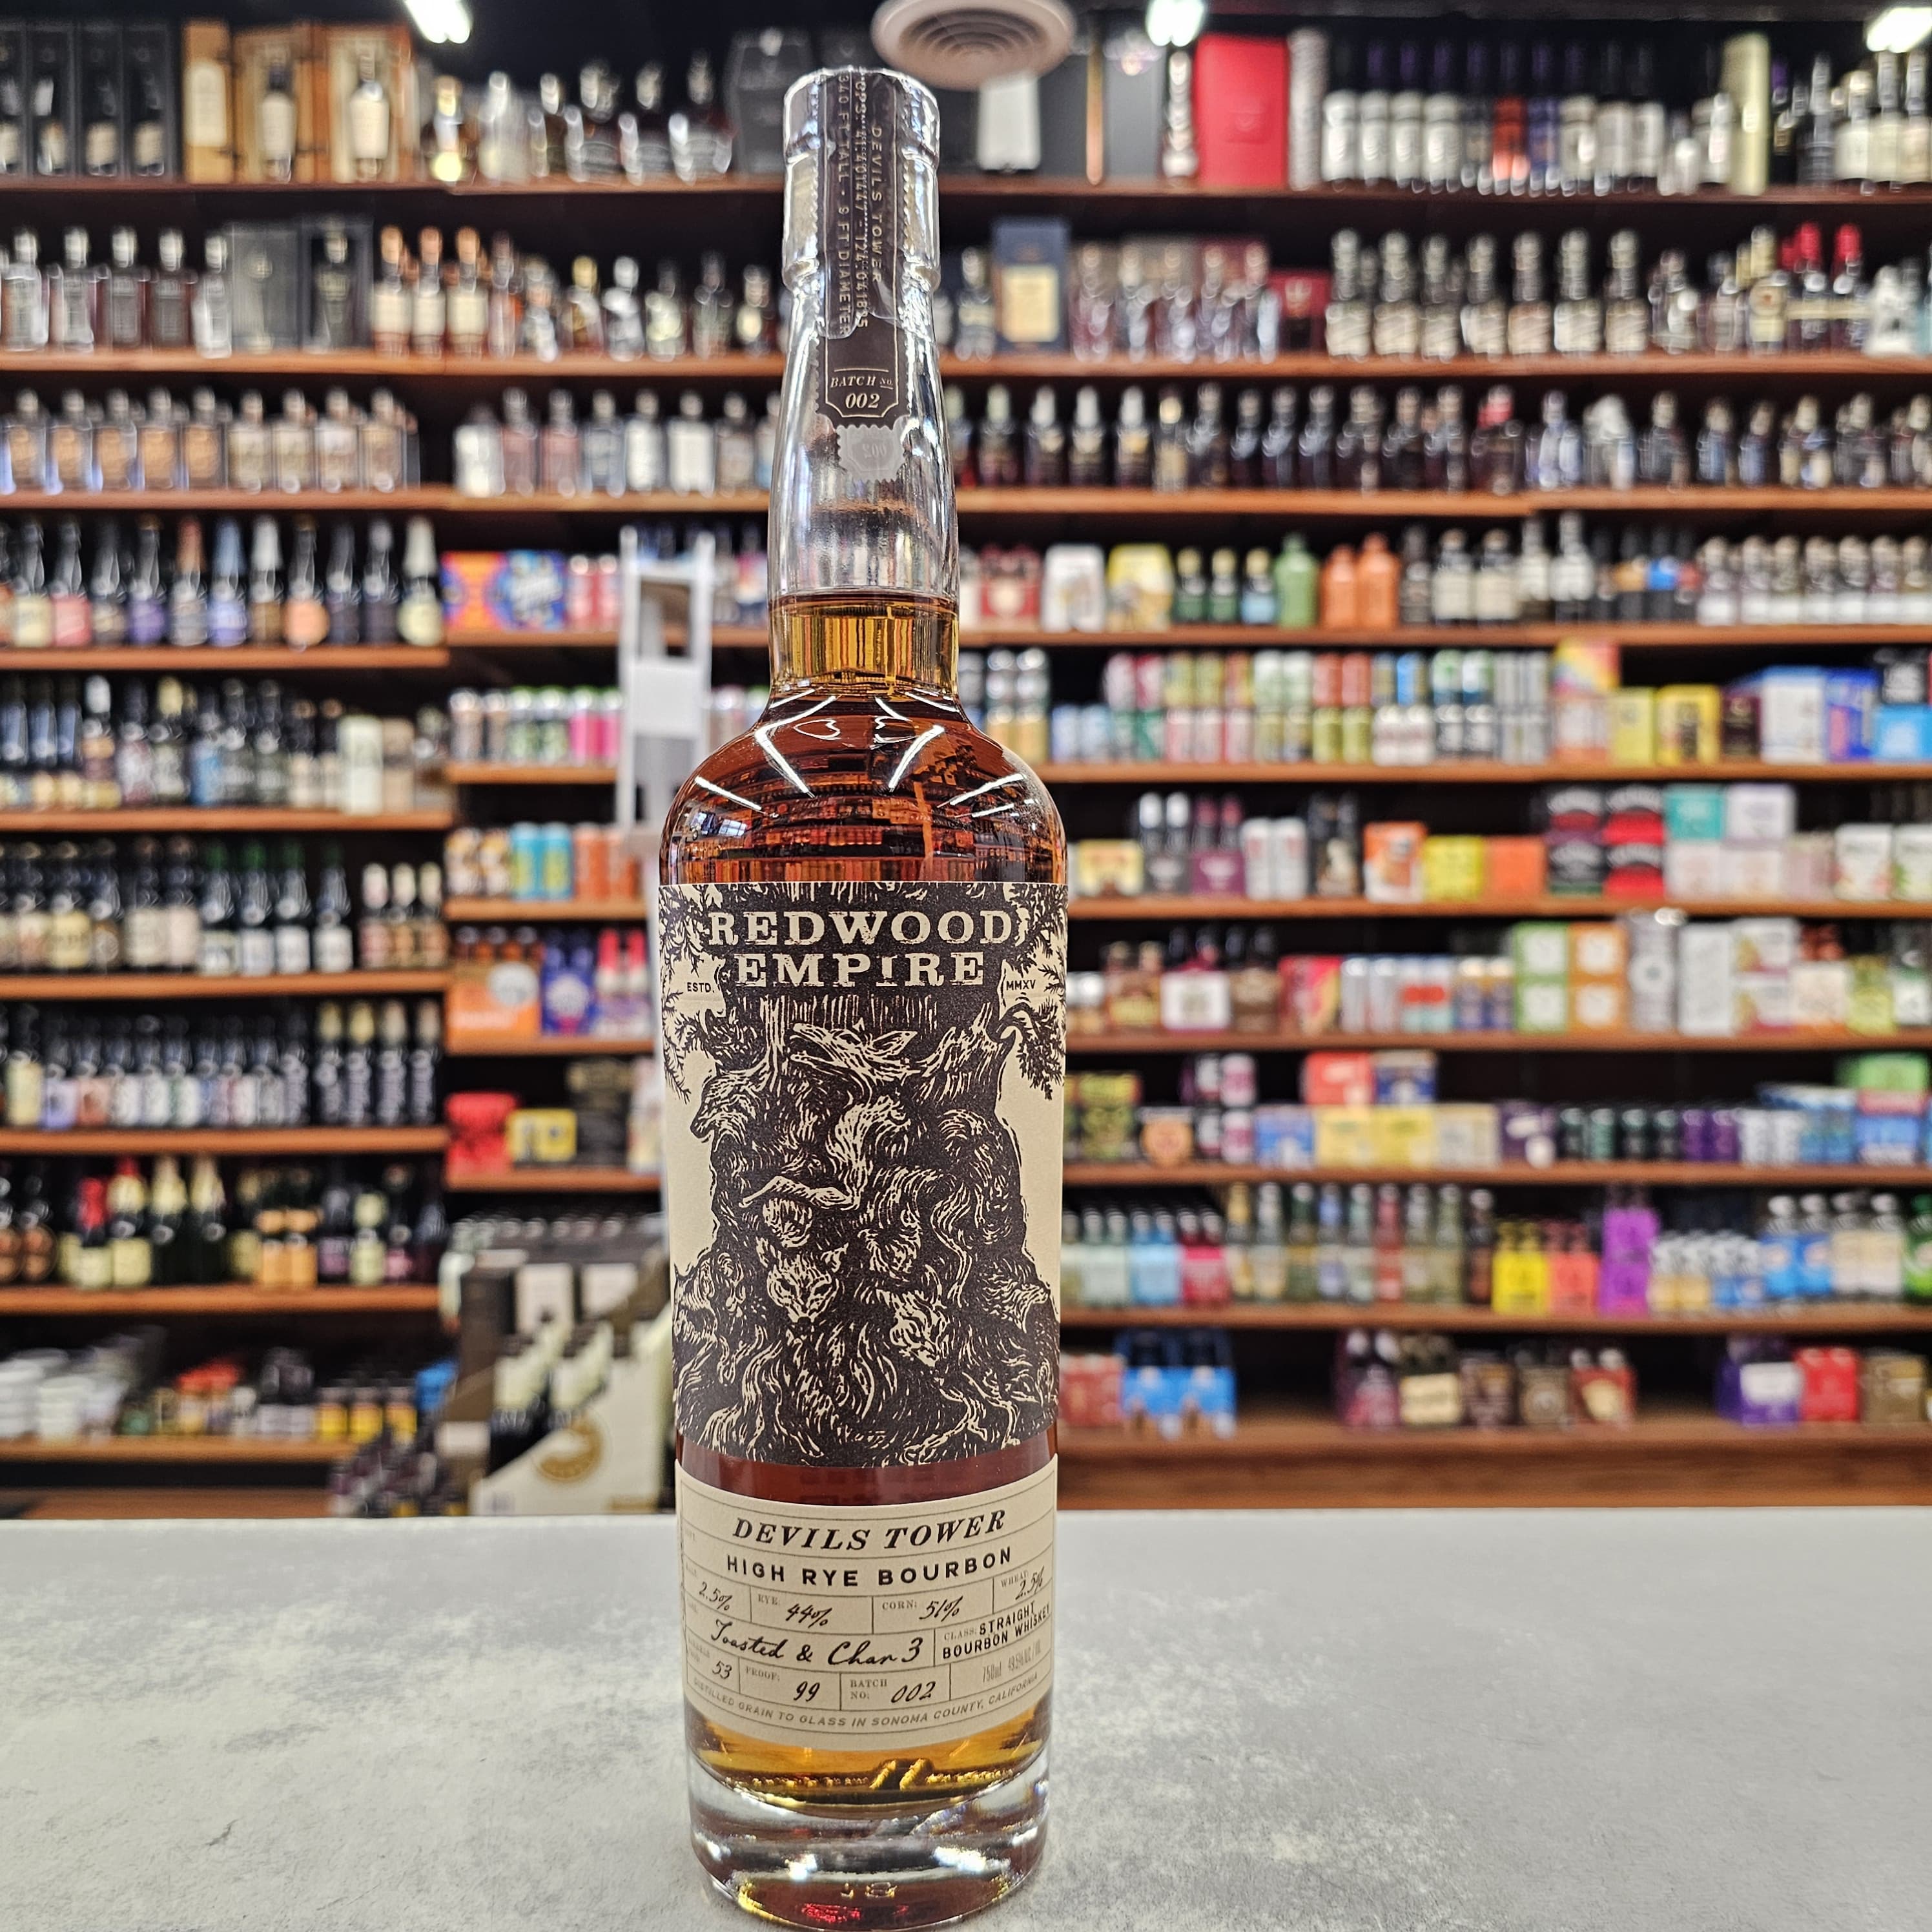 DEVILS TOWER
340 FT TALL - 9 FT DIAMETER
BATCH NO.
002
REDWOOD
EMPIRE
ESTD. MMXV
DEVILS TOWER
HIGH RYE BOURBON
2.5% RYE: 44% CORN: 51% WHEAT: 2.5%
Toasted & Char 3 CLASS: STRAIGHT BOURBON WHISKEY
53 PROOF: 99 BATCH NO: 002 750ml
DISTILLED GRAIN TO GLASS IN SONOMA COUNTY, CALIFORNIA